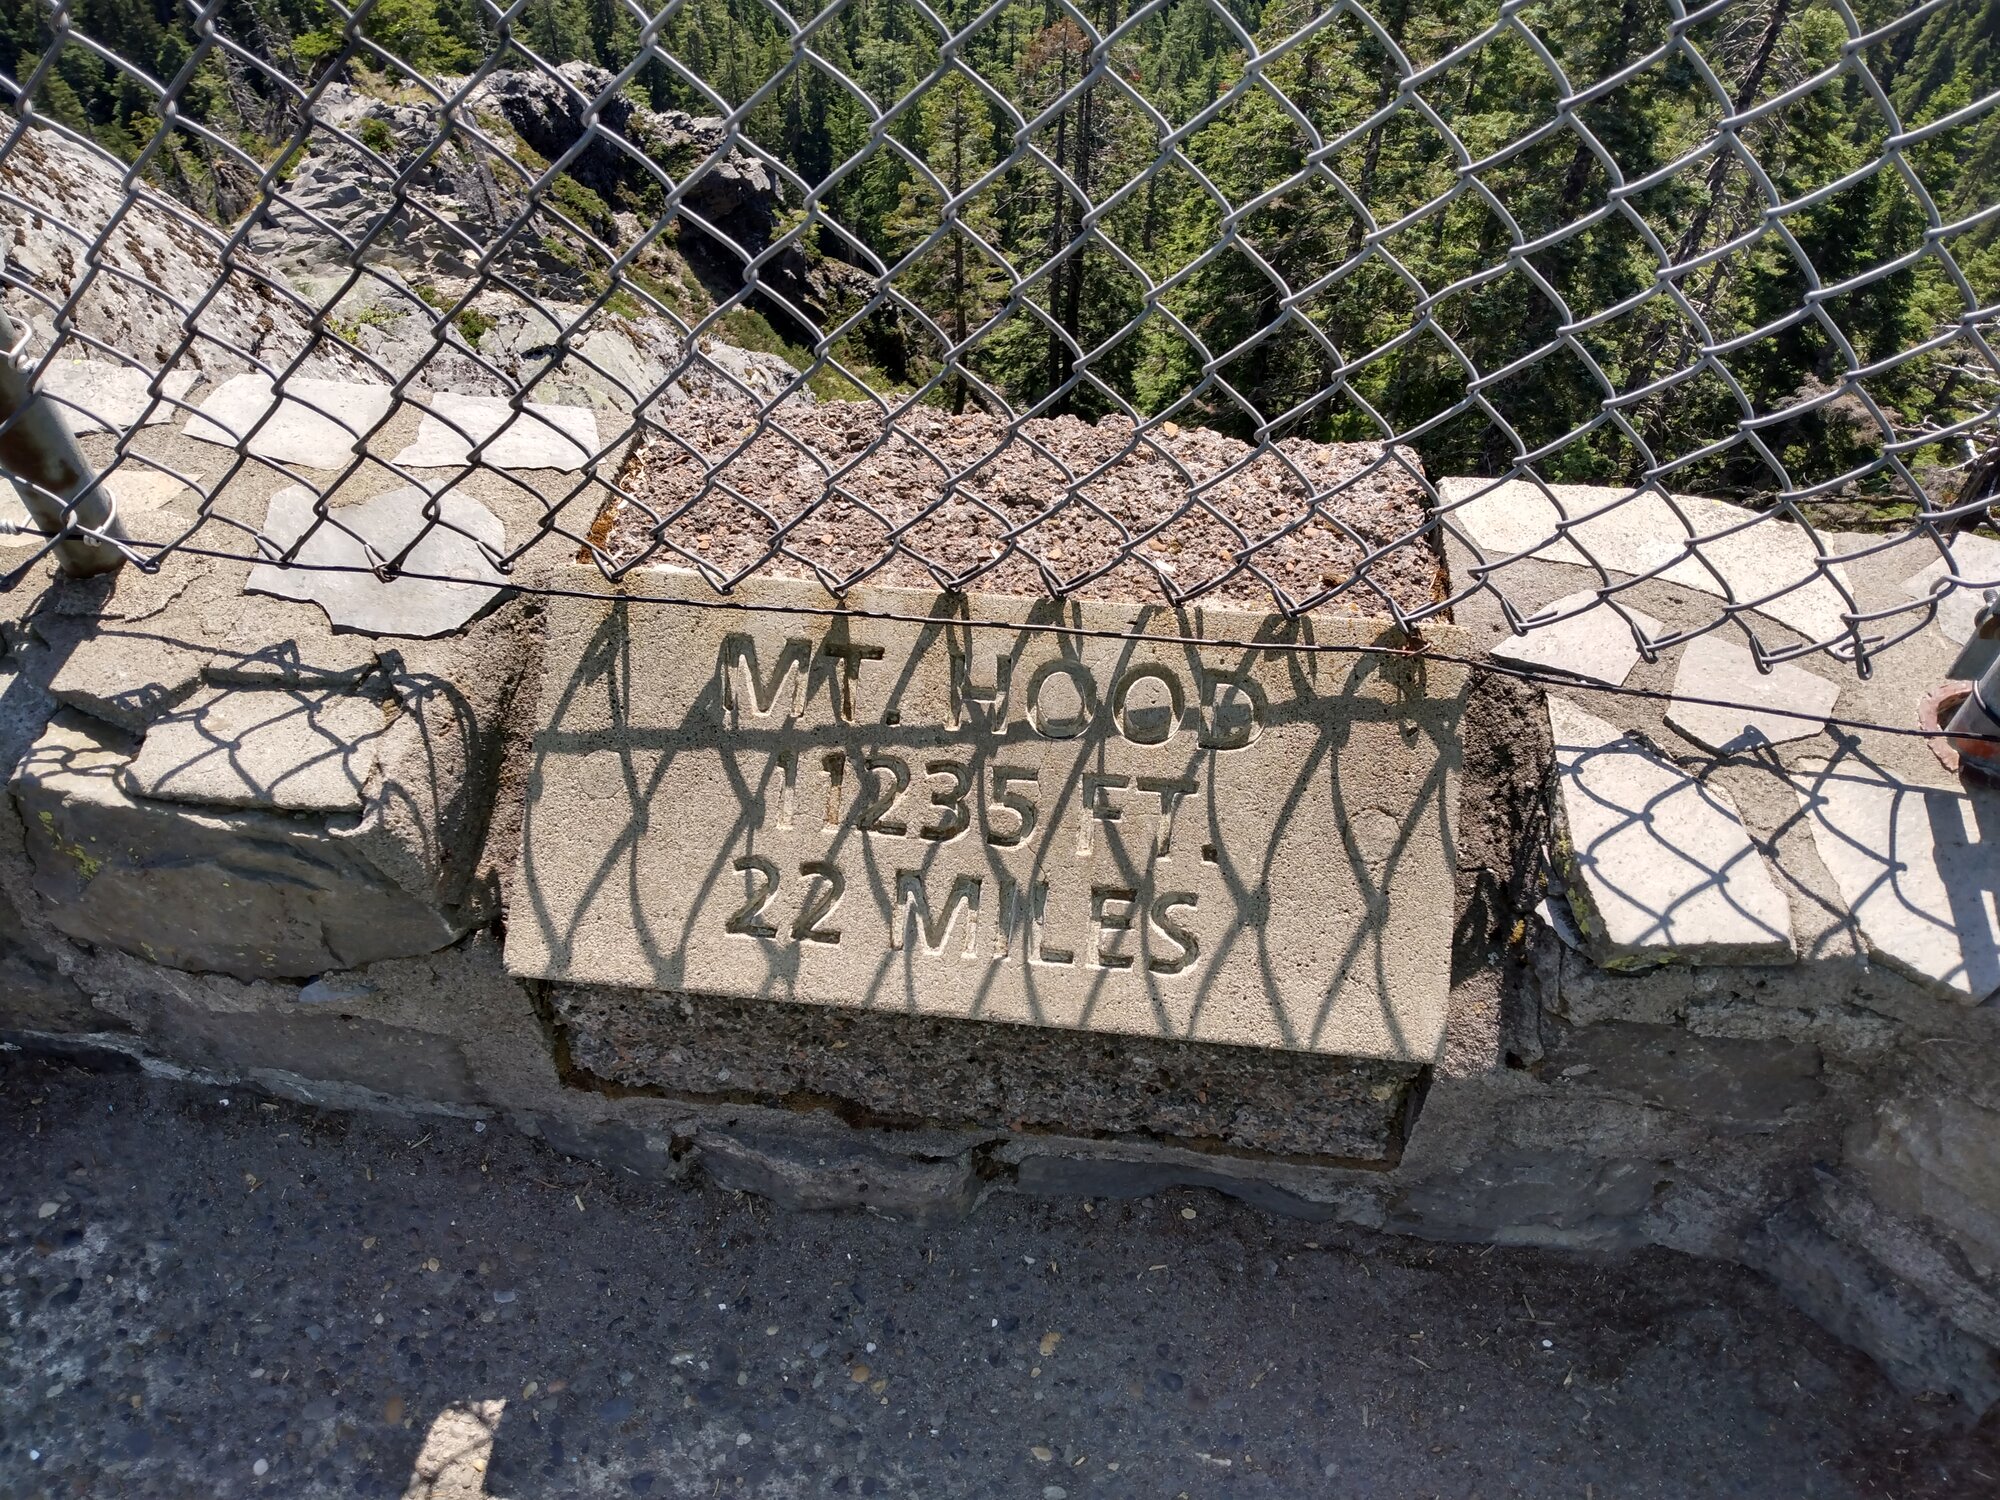 MT. HOOD
11235 FT.
22 MILES